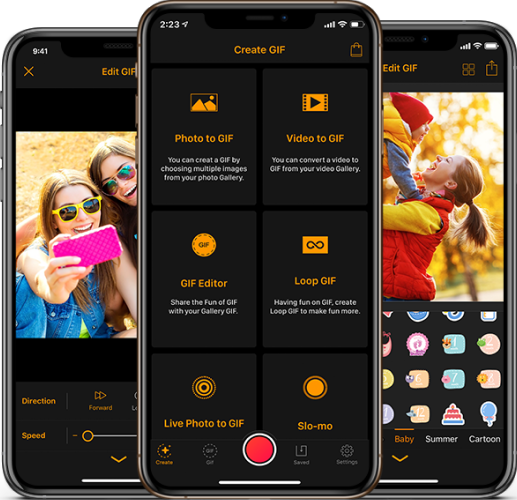 9:41
Edit GIF
Direction
Forward
Speed
2:23
Create GIF
Photo to GIF
You can creat a GIF by
choosing multiple images
from your photo Gallery.
Video to GIF
You can convert a video to
GIF from your video Gallery.
GIF
GIF Editor
Share the Fun of GIF
with your Gallery GIF.
Loop GIF
Having fun on GIF, create
Loop GIF to make fun more.
Live Photo to GIF
Slo-mo
Create
GIF
GIF
Saved
Settings
Edit GIF
Baby
Summer
Cartoon